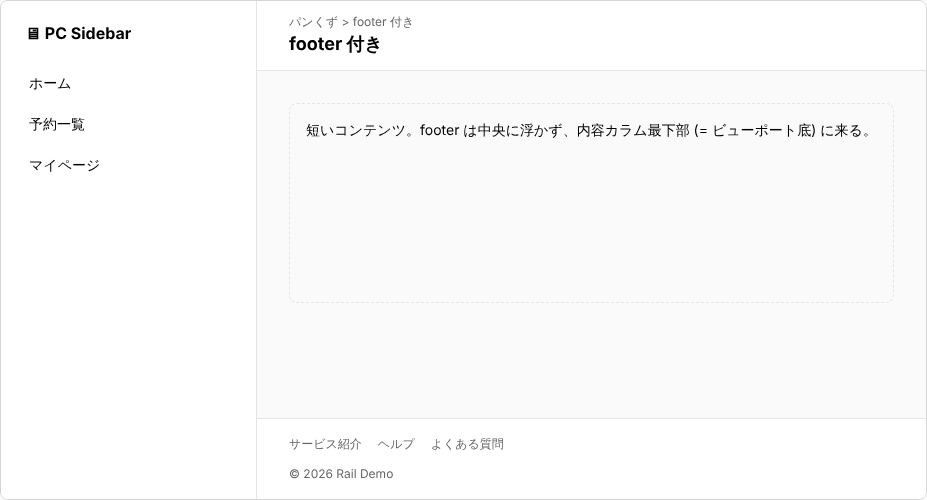 🖥 PC Sidebar
ホーム
予約一覧
マイページ
パンくず > footer 付き
footer 付き
短いコンテンツ。footer は中央に浮かず、内容カラム最下部 (= ビューポート底) に来る。
サービス紹介 ヘルプ よくある質問
© 2026 Rail Demo